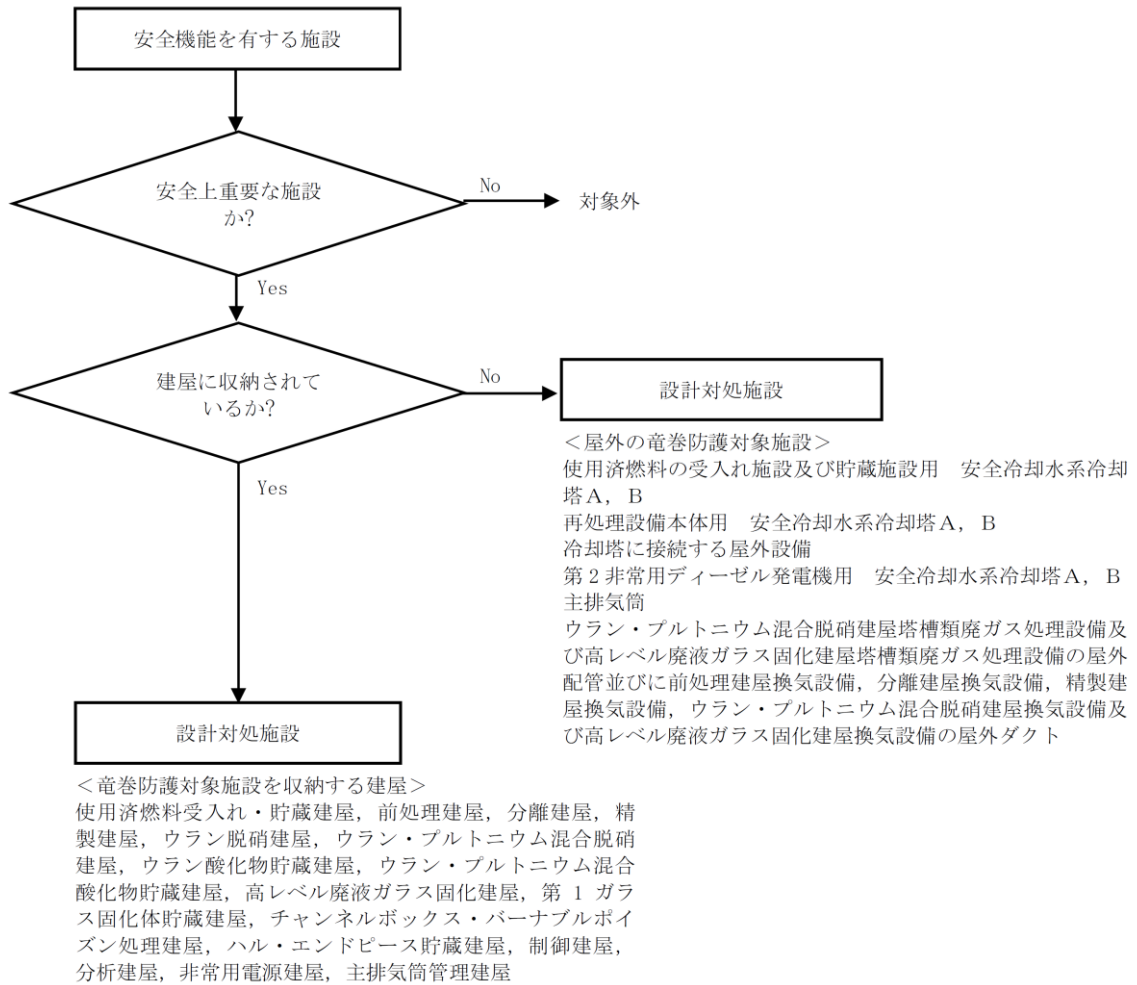 安全機能を有する施設
安全上重要な施設
か?
No
対象外
Yes
建屋に収納されて
いるか?
No
設計対処施設
＜屋外の竜巻防護対象施設＞
使用済燃料の受入れ施設及び貯蔵施設用　安全冷却水系冷却
塔Ａ，Ｂ
再処理設備本体用　安全冷却水系冷却塔Ａ，Ｂ
冷却塔に接続する屋外設備
第２非常用ディーゼル発電機用　安全冷却水系冷却塔Ａ，Ｂ
主排気筒
ウラン・プルトニウム混合脱硝建屋塔槽類廃ガス処理設備及
び高レベル廃液ガラス固化建屋塔槽類廃ガス処理設備の屋外
配管並びに前処理建屋換気設備，分離建屋換気設備，精製建
屋換気設備，ウラン・プルトニウム混合脱硝建屋換気設備及
び高レベル廃液ガラス固化建屋換気設備の屋外ダクト
Yes
設計対処施設
＜竜巻防護対象施設を収納する建屋＞
使用済燃料受入れ・貯蔵建屋，前処理建屋，分離建屋，精
製建屋，ウラン脱硝建屋，ウラン・プルトニウム混合脱硝
建屋，ウラン酸化物貯蔵建屋，ウラン・プルトニウム混合
酸化物貯蔵建屋，高レベル廃液ガラス固化建屋，第 1 ガラ
ス固化体貯蔵建屋，チャンネルボックス・バーナブルポイ
ズン処理建屋，ハル・エンドピース貯蔵建屋，制御建屋，
分析建屋，非常用電源建屋，主排気筒管理建屋